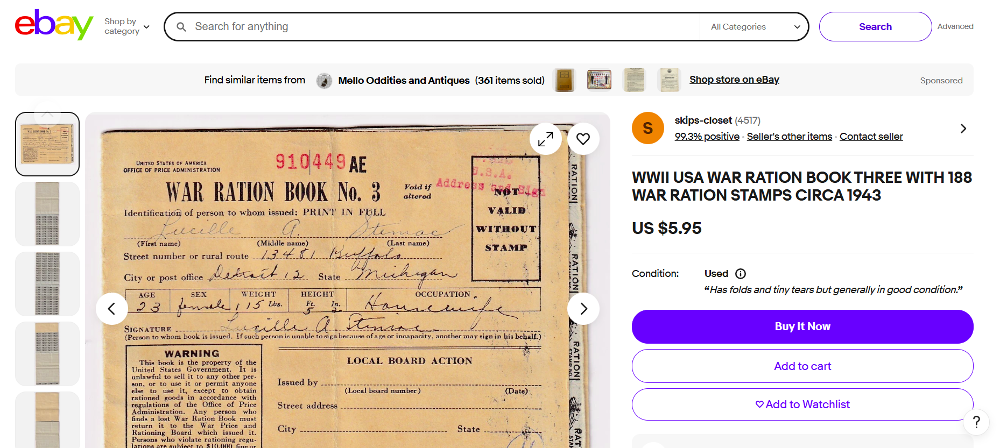 ebay
Shop by
category
Search for anything
All Categories
Search
Advanced
Find similar items from
Mello Oddities and Antiques (361 items sold)
Shop store on eBay
Sponsored
UNITED STATES OF AMERICA
OFFICE OF PRICE ADMINISTRATION
910449 AE
WAR RATION BOOK No. 3
Void if
altered
U.S.A.
Address and Sign
NOT
VALID
WITHOUT
STAMP
Identification of person to whom issued: PRINT IN FULL
Lucille A. Stemac
(First name) (Middle name) (Last name)
Street number or rural route 13481 Buffalo
City or post office Detroit 12 State Michigan
AGE SEX WEIGHT HEIGHT OCCUPATION
23 female 115 Lbs. Ft. 5 In. 2 Housewife
SIGNATURE Lucille A. Stemac
(Person to whom book is issued. If such person is unable to sign because of age or incapacity, another may sign in his behalf.)
WARNING
This book is the property of the
United States Government. It is
unlawful to sell it to any other per-
son, or to use it or permit anyone
else to use it, except to obtain
rationed goods in accordance with
regulations of the Office of Price
Administration. Any person who
finds a lost War Ration Book must
return it to the War Price and
Rationing Board which issued it.
Persons who violate rationing regu-
lations are subject to $10,000 fine or
LOCAL BOARD ACTION
Issued by
(Local board number) (Date)
Street address
City State
RATION
RATION
RATION
STAMP NO.
RAT
S
skips-closet (4517)
99.3% positive · Seller's other items · Contact seller
WWII USA WAR RATION BOOK THREE WITH 188
WAR RATION STAMPS CIRCA 1943
US $5.95
Condition: Used
“Has folds and tiny tears but generally in good condition.”
Buy It Now
Add to cart
Add to Watchlist
?